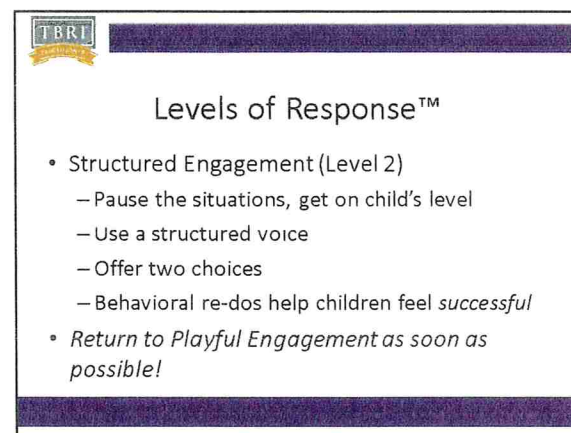 TBRI
Levels of Response™
• Structured Engagement (Level 2)
– Pause the situations, get on child's level
– Use a structured voice
– Offer two choices
– Behavioral re-dos help children feel successful
• Return to Playful Engagement as soon as
possible!